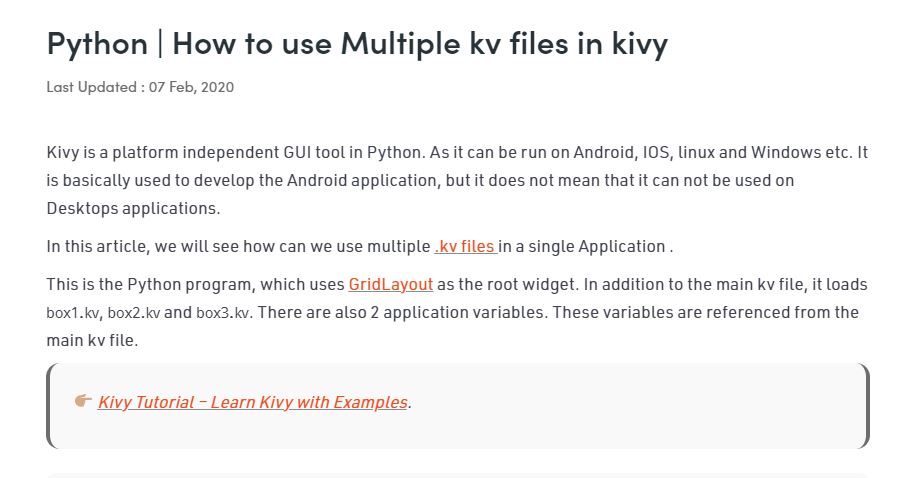 Python | How to use Multiple kv files in kivy
Last Updated : 07 Feb, 2020
Kivy is a platform independent GUI tool in Python. As it can be run on Android, IOS, linux and Windows etc. It
is basically used to develop the Android application, but it does not mean that it can not be used on
Desktops applications.
In this article, we will see how can we use multiple .kv files in a single Application .
This is the Python program, which uses GridLayout as the root widget. In addition to the main kv file, it loads
box1.kv, box2.kv and box3.kv. There are also 2 application variables. These variables are referenced from the
main kv file.
Kivy Tutorial – Learn Kivy with Examples.